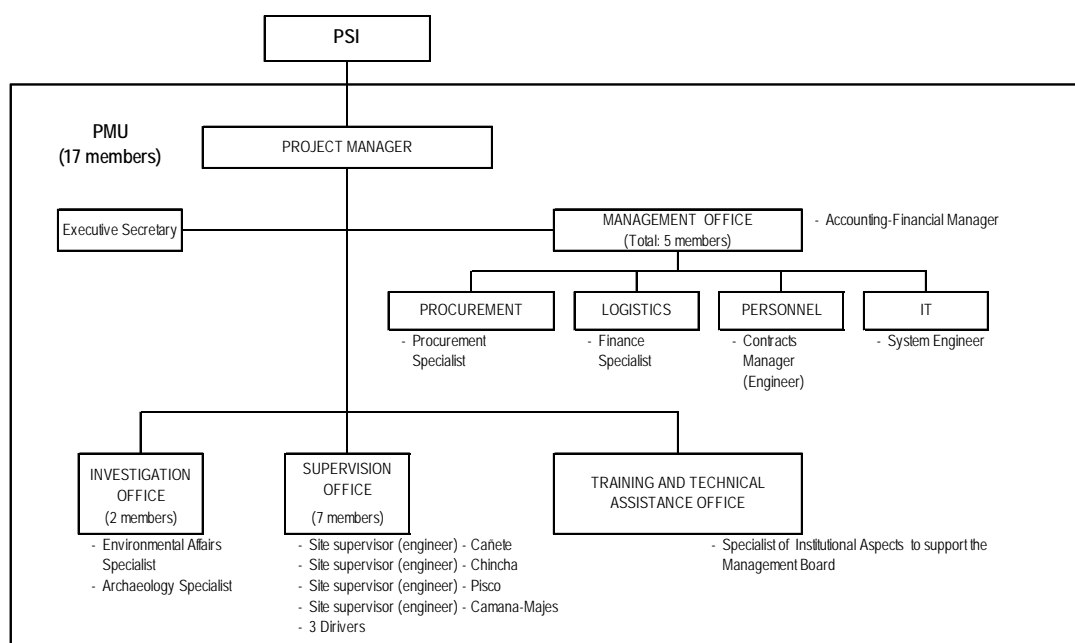 PSI
PMU
(17 members)
PROJECT MANAGER
Executive Secretary
MANAGEMENT OFFICE
(Total: 5 members)
- Accounting-Financial Manager
PROCUREMENT
- Procurement
Specialist
LOGISTICS
- Finance
Specialist
PERSONNEL
- Contracts
Manager
(Engineer)
IT
- System Engineer
INVESTIGATION
OFFICE
(2 members)
- Environmental Affairs
Specialist
- Archaeology Specialist
SUPERVISION
OFFICE
(7 members)
- Site supervisor (engineer) - Cañete
- Site supervisor (engineer) - Chincha
- Site supervisor (engineer) - Pisco
- Site supervisor (engineer) - Camana-Majes
- 3 Dirivers
TRAINING AND TECHNICAL
ASSISTANCE OFFICE
- Specialist of Institutional Aspects to support the
Management Board